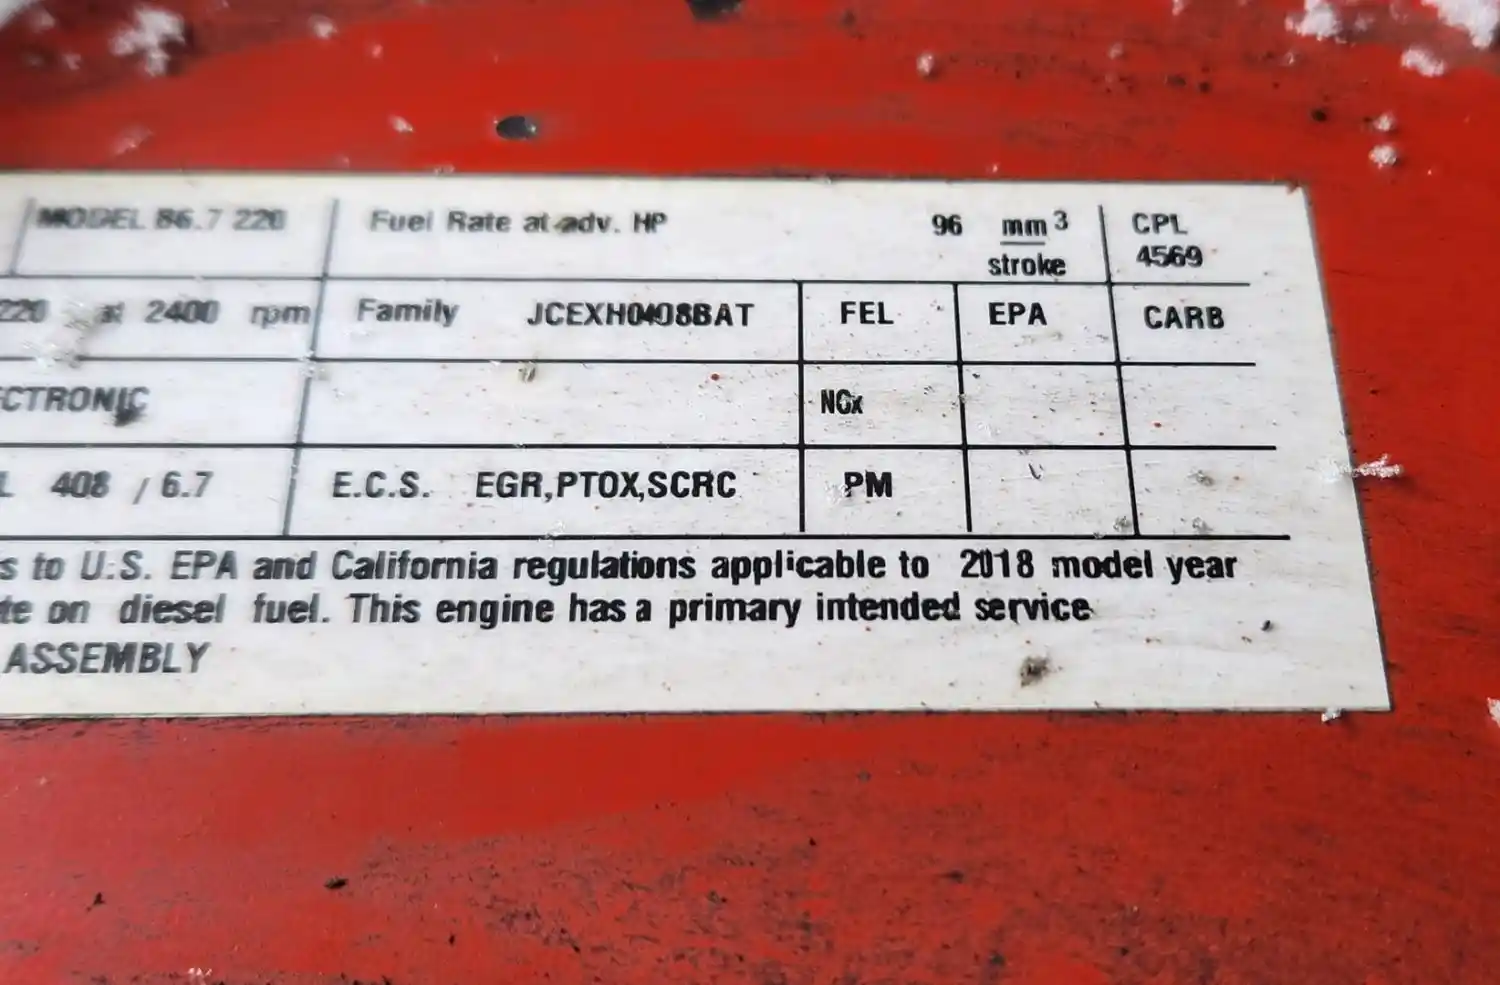 MODEL B6.7 220 Fuel Rate at adv. HP 96 mm3 CPL
stroke 4569
220 at 2400 rpm Family JCEXH0408BAT FEL EPA CARB
ECTRONIC NOx
L 408 / 6.7 E.C.S. EGR,PTOX,SCRC PM
s to U.S. EPA and California regulations applicable to 2018 model year
te on diesel fuel. This engine has a primary intended service
ASSEMBLY